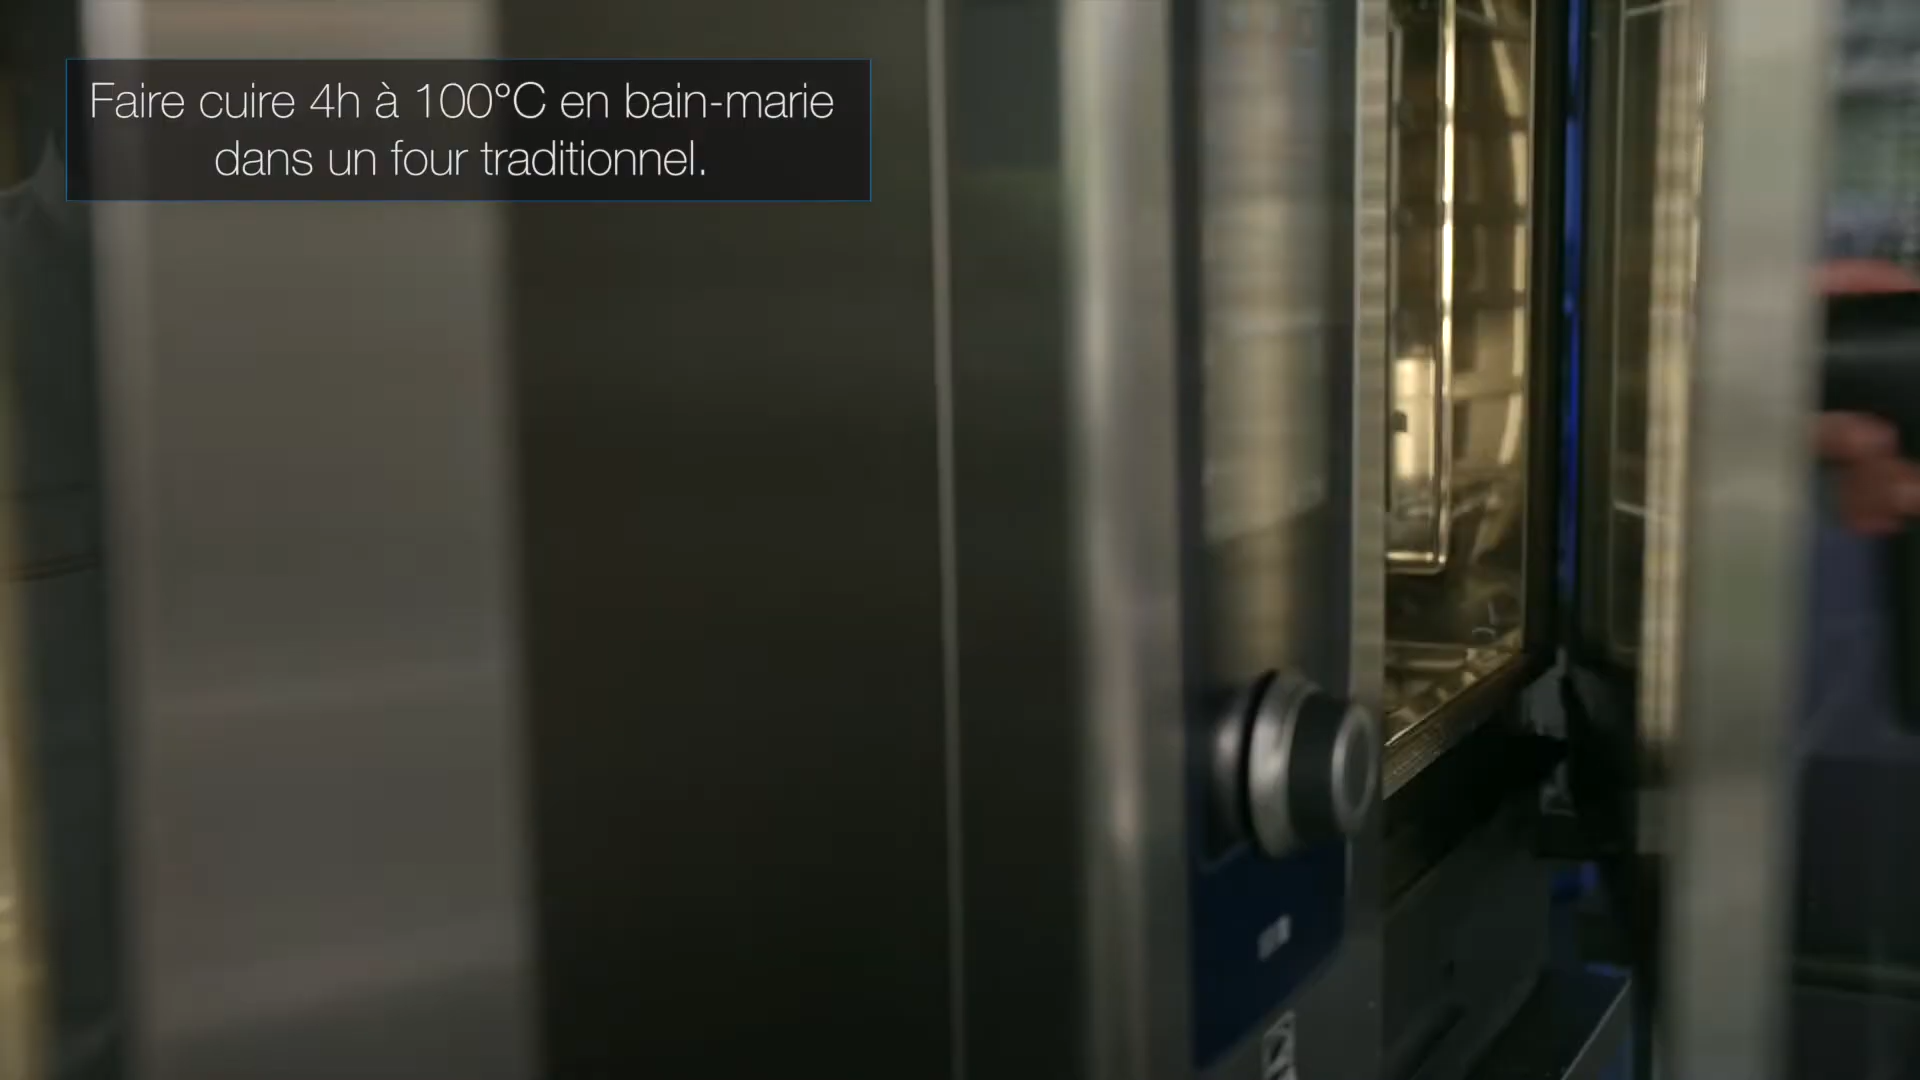 Faire cuire 4h à 100°C en bain-marie
dans un four traditionnel.